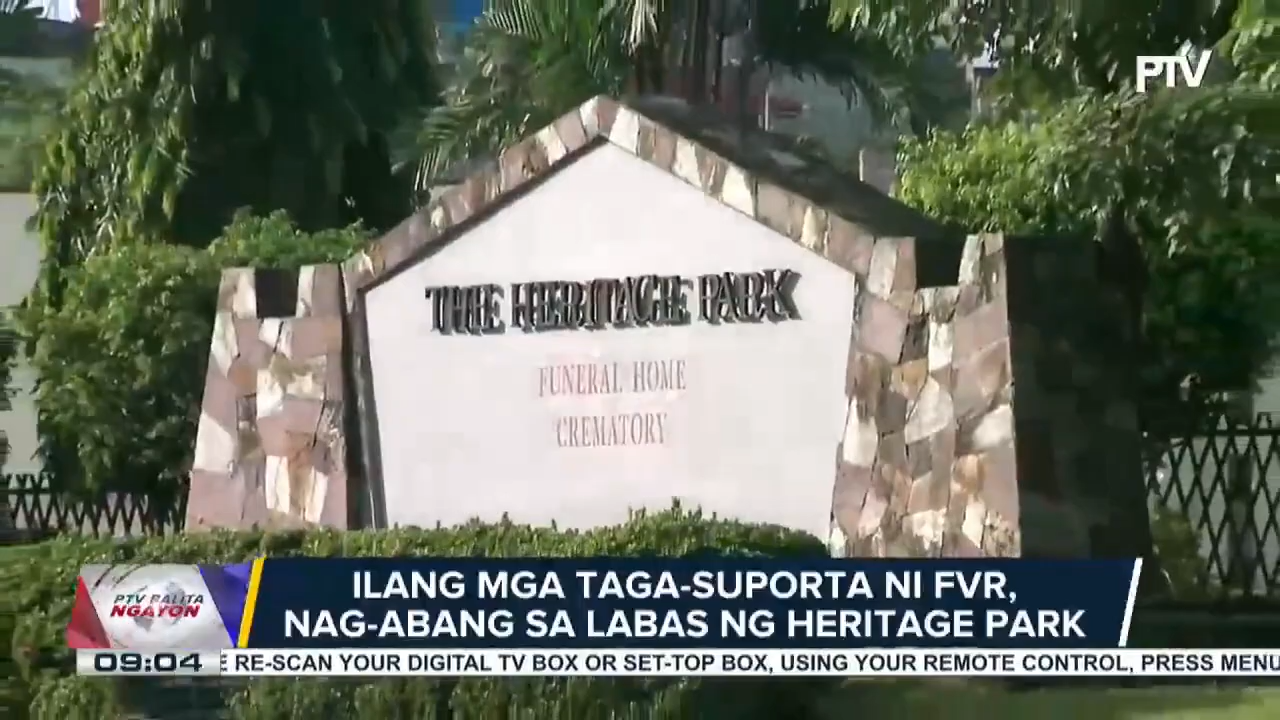 PTV
THE HERITAGE PARK
FUNERAL HOME
CREMATORY
ILANG MGA TAGA-SUPORTA NI FVR,
NAG-ABANG SA LABAS NG HERITAGE PARK
PTV BALITA
NGAYON
09:04
RE-SCAN YOUR DIGITAL TV BOX OR SET-TOP BOX, USING YOUR REMOTE CONTROL, PRESS MENU